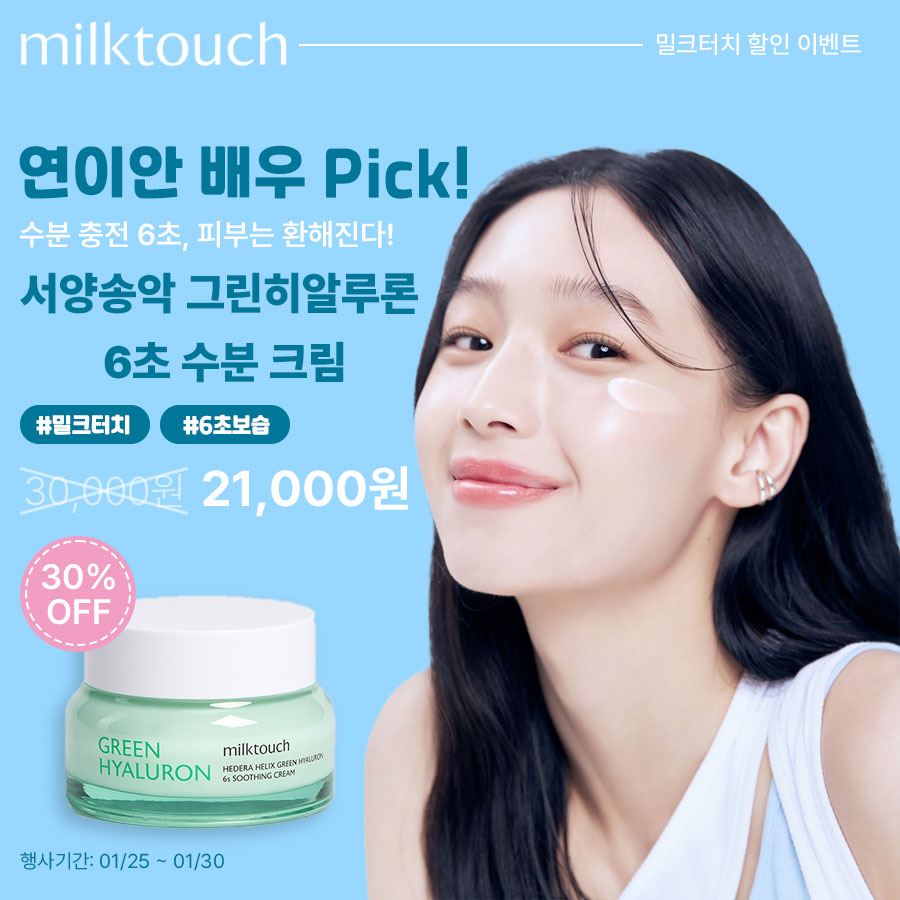 milktouch 밀크터치 할인 이벤트
연이안 배우 Pick!
수분 충전 6초, 피부는 환해진다!
서양송악 그린히알루론
6초 수분 크림
#밀크터치 #6초보습
30,000원 21,000원
30%
OFF
GREEN
HYALURON
milktouch
HEDERA HELIX GREEN HYALURON
6s SOOTHING CREAM
행사기간: 01/25 ~ 01/30